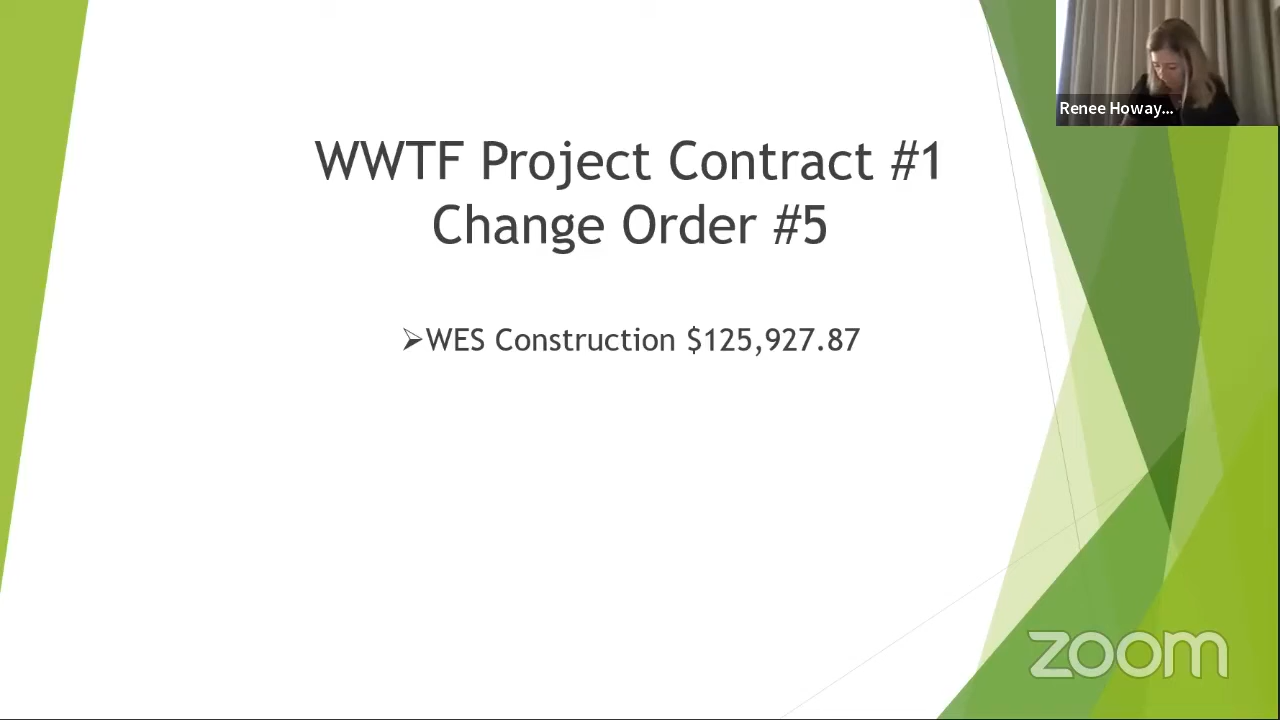 Renee Howay...
WWTF Project Contract #1
Change Order #5
➢WES Construction $125,927.87
zoom